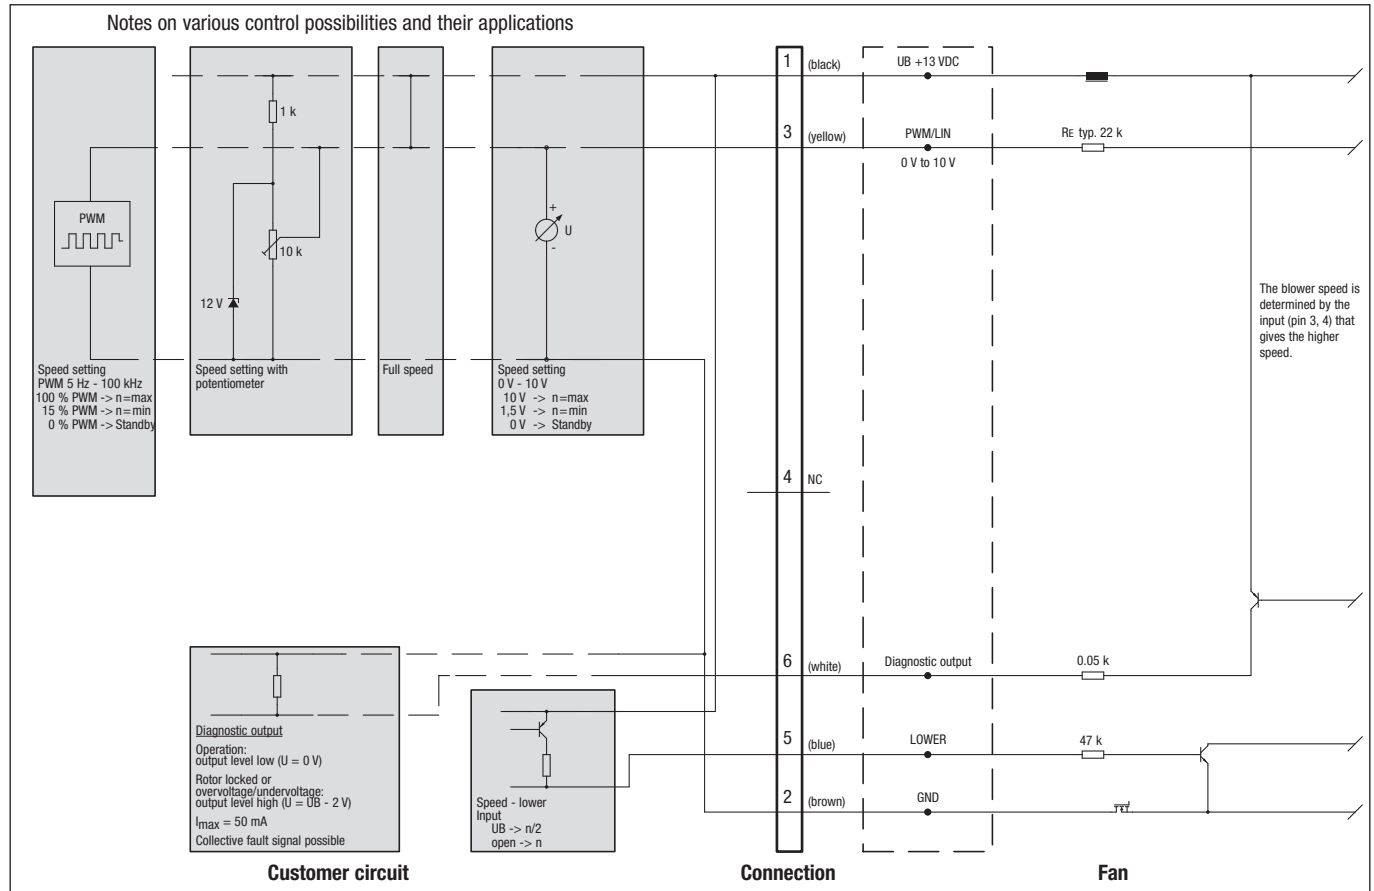 Notes on various control possibilities and their applications
PWM
Speed setting
PWM 5 Hz - 100 kHz
100 % PWM -> n=max
15 % PWM -> n=min
0 % PWM -> Standby
1 k
10 k
12 V
Speed setting with
potentiometer
Full speed
+
U
-
Speed setting
0 V - 10 V
10 V -> n=max
1,5 V -> n=min
0 V -> Standby
1 (black)
3 (yellow)
4 NC
6 (white)
5 (blue)
2 (brown)
UB +13 VDC
PWM/LIN
0 V to 10 V
Diagnostic output
LOWER
GND
RE typ. 22 k
0.05 k
47 k
The blower speed is
determined by the
input (pin 3, 4) that
gives the higher
speed.
Diagnostic output
Operation:
output level low (U = 0 V)
Rotor locked or
overvoltage/undervoltage:
output level high (U = UB - 2 V)
Imax = 50 mA
Collective fault signal possible
Speed - lower
Input
UB -> n/2
open -> n
Customer circuit
Connection
Fan